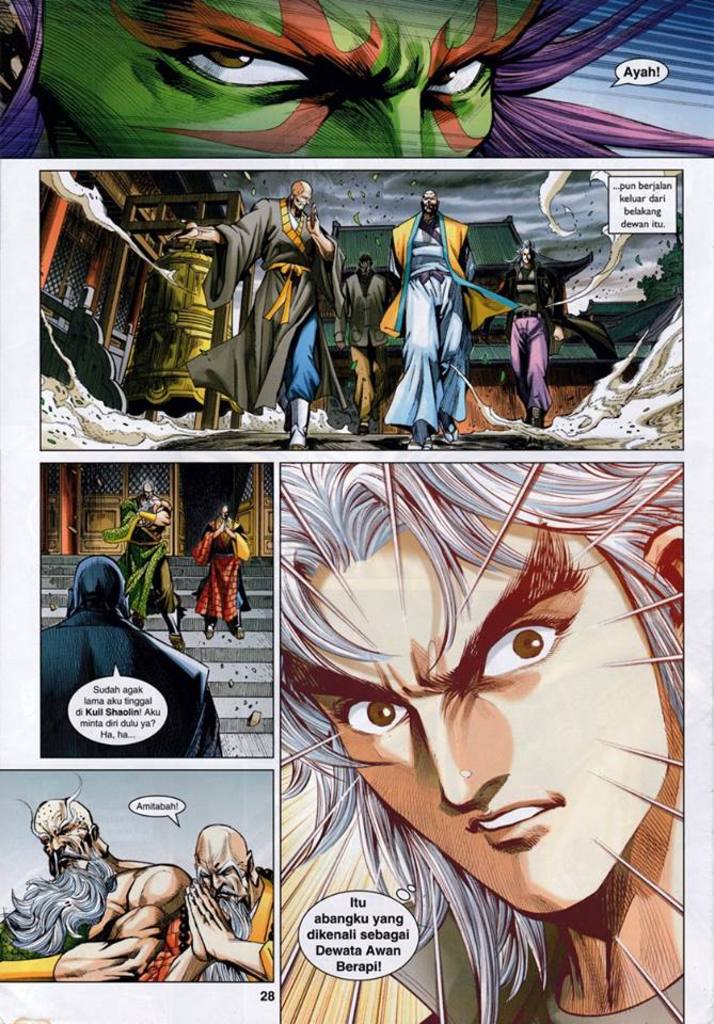 Ayah!
...pun berjalan
keluar dari
belakang
dewan itu.
Sudah agak
lama aku tinggal
di Kuil Shaolin! Aku
minta diri dulu ya?
Ha, ha...
Amitabah!
Itu
abangku yang
dikenali sebagai
Dewata Awan
Berapi!
28